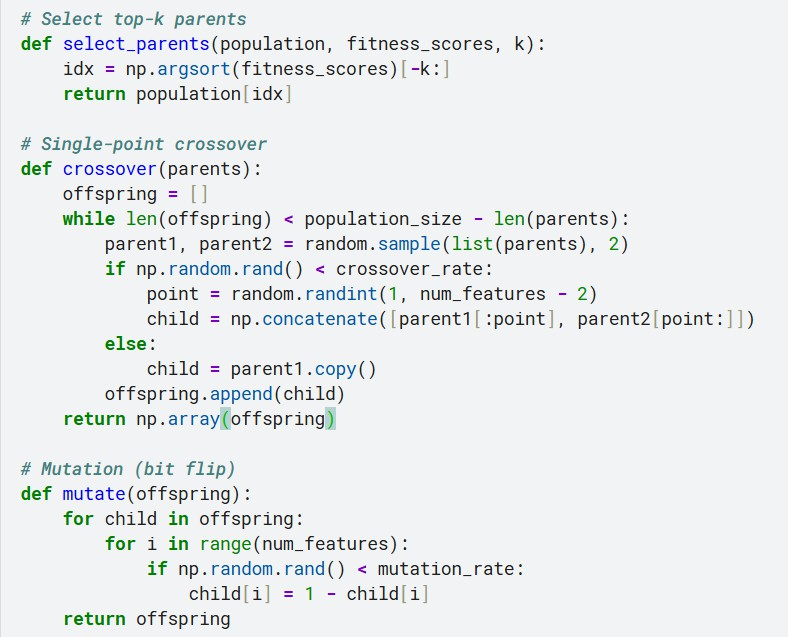 # Select top-k parents
def select_parents(population, fitness_scores, k):
    idx = np.argsort(fitness_scores)[-k:]
    return population[idx]

# Single-point crossover
def crossover(parents):
    offspring = []
    while len(offspring) < population_size - len(parents):
        parent1, parent2 = random.sample(list(parents), 2)
        if np.random.rand() < crossover_rate:
            point = random.randint(1, num_features - 2)
            child = np.concatenate([parent1[:point], parent2[point:]])
        else:
            child = parent1.copy()
        offspring.append(child)
    return np.array(offspring)

# Mutation (bit flip)
def mutate(offspring):
    for child in offspring:
        for i in range(num_features):
            if np.random.rand() < mutation_rate:
                child[i] = 1 - child[i]
    return offspring